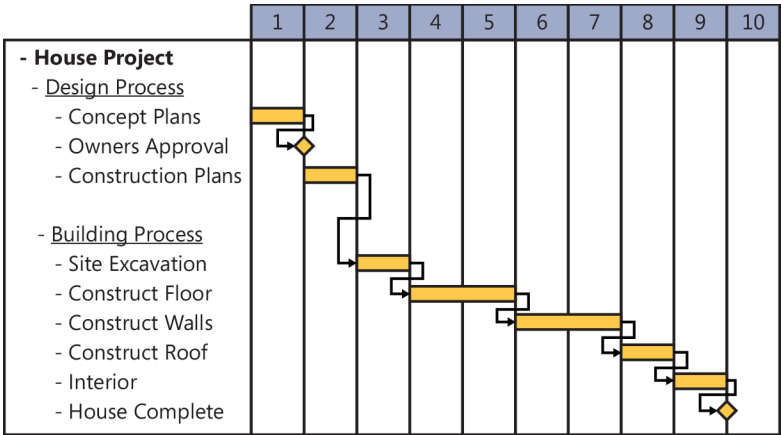 1 2 3 4 5 6 7 8 9 10
- House Project
- Design Process
- Concept Plans
- Owners Approval
- Construction Plans
- Building Process
- Site Excavation
- Construct Floor
- Construct Walls
- Construct Roof
- Interior
- House Complete